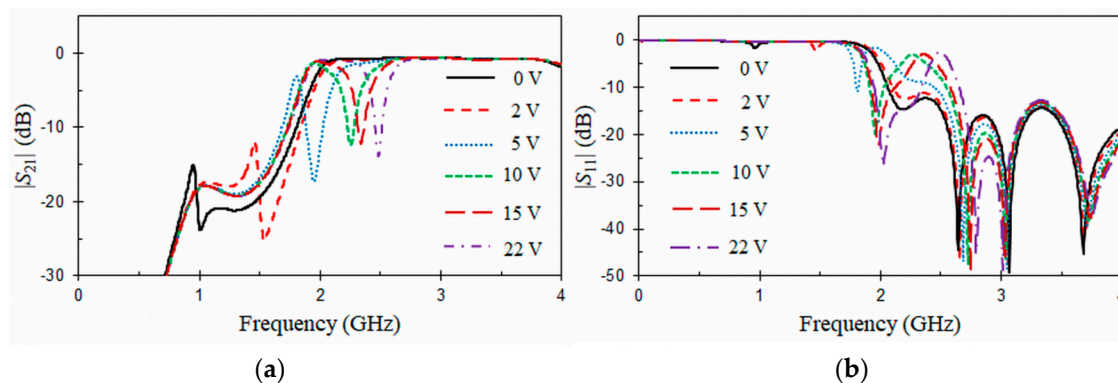 |S21| (dB)
0
-10
-20
-30
0
1
2
3
4
Frequency (GHz)
0 V
2 V
5 V
10 V
15 V
22 V
(a)
|S11| (dB)
0
-10
-20
-30
-40
-50
0
1
2
3
4
Frequency (GHz)
0 V
2 V
5 V
10 V
15 V
22 V
(b)